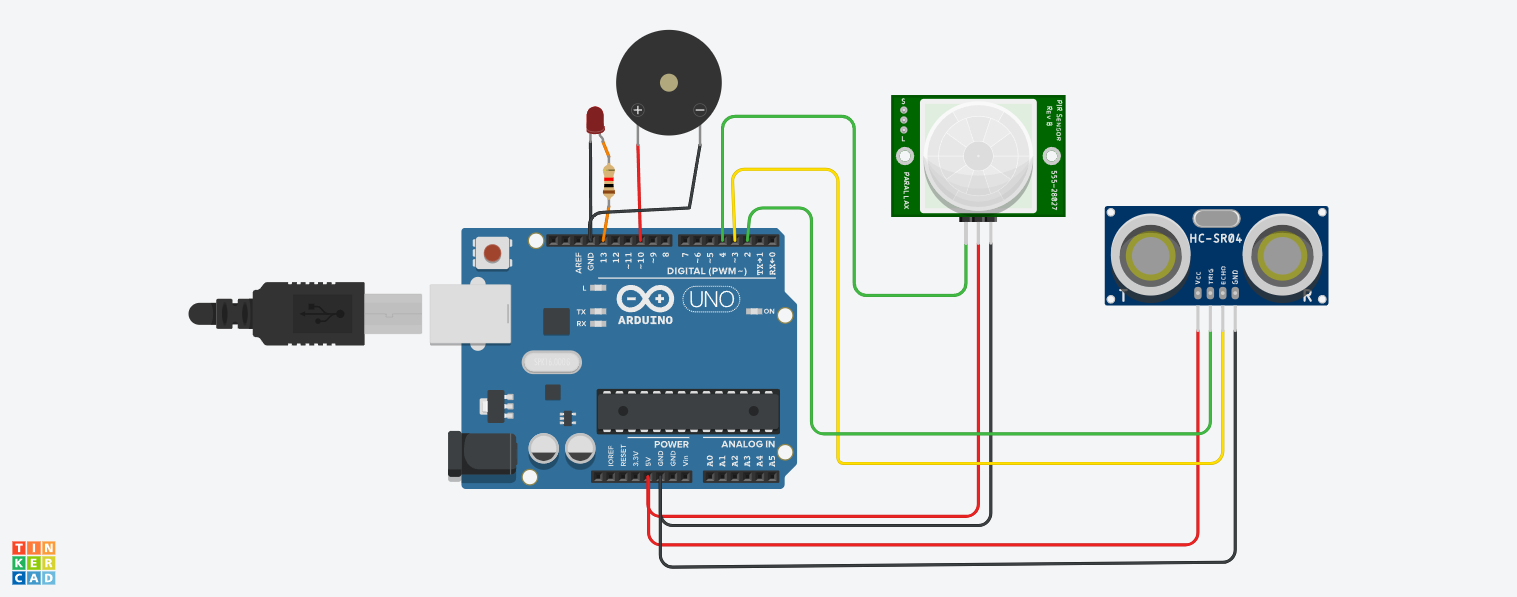 +
−
S
L
PARALLAX
PIR SENSOR
Rev B
555-28027
HC-SR04
VCC
TRIG
ECHO
GND
T
R
AREF
GND
13
12
~11
~10
~9
8
7
~6
~5
4
~3
2
TX→1
RX←0
DIGITAL (PWM~)
L
TX
RX
ON
UNO
ARDUINO
POWER
ANALOG IN
IOREF
RESET
3.3V
5V
GND
GND
Vin
A0
A1
A2
A3
A4
A5
TIN
KER
CAD